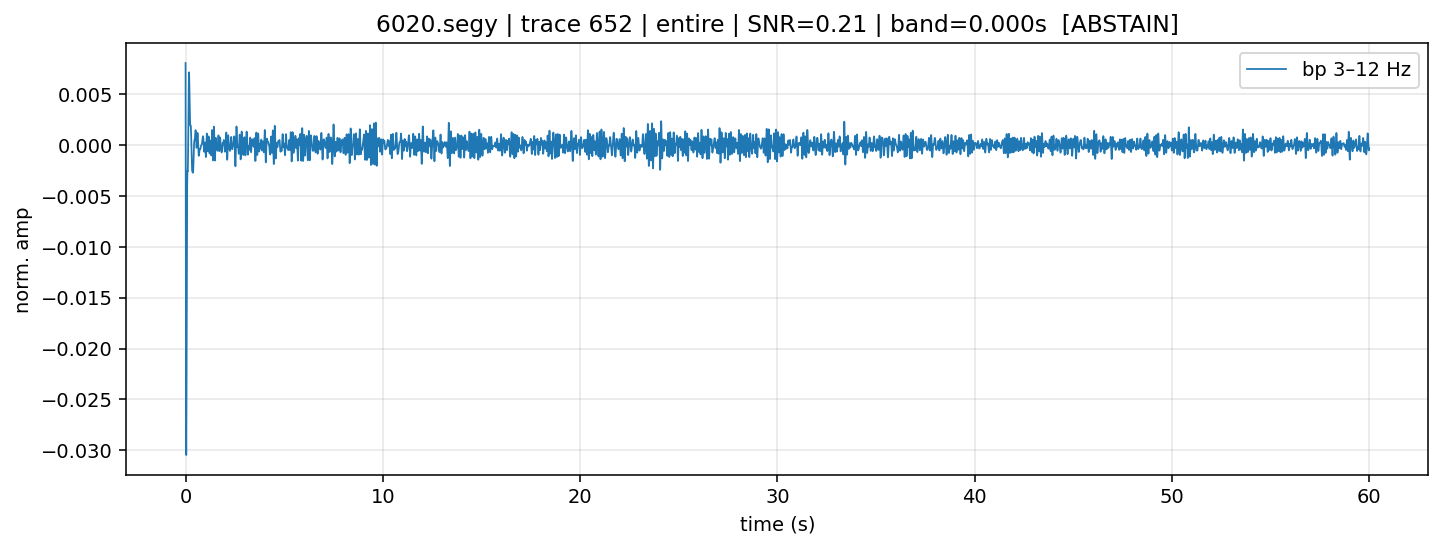 6020.segy | trace 652 | entire | SNR=0.21 | band=0.000s  [ABSTAIN]
bp 3–12 Hz
0.005
0.000
−0.005
−0.010
−0.015
−0.020
−0.025
−0.030
norm. amp
0 10 20 30 40 50 60
time (s)